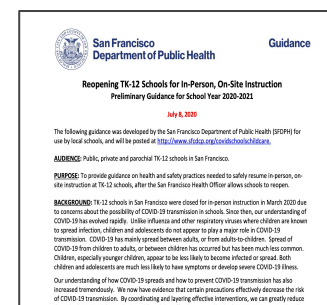 San Francisco
Department of Public Health
Guidance
Reopening TK-12 Schools for In-Person, On-Site Instruction
Preliminary Guidance for School Year 2020-2021
July 8, 2020
The following guidance was developed by the San Francisco Department of Public Health (SFDPH) for
use by local schools, and will be posted at http://www.sfdcp.org/covidschoolschildcare.
AUDIENCE: Public, private and parochial TK-12 schools in San Francisco.
PURPOSE: To provide guidance on health and safety practices needed to safely resume in-person, on-
site instruction at TK-12 schools, after the San Francisco Health Officer allows schools to reopen.
BACKGROUND: TK-12 schools in San Francisco were closed for in-person instruction in March 2020 due
to concerns about the possibility of COVID-19 transmission in schools. Since then, our understanding of
COVID-19 has evolved rapidly. Unlike influenza and other respiratory viruses where children are known
to spread infection, children and adolescents do not appear to play a major role in COVID-19
transmission. COVID-19 has mainly spread between adults, or from adults-to-children. Spread of
COVID-19 from children to adults, or between children has occurred but has been much less common.
Children, especially younger children, appear to be less likely to become infected or spread. Both
children and adolescents are much less likely to have symptoms or develop severe COVID-19 illness.
Our understanding of how COVID-19 spreads and how to prevent COVID-19 transmission has also
increased tremendously. We now have evidence that certain precautions effectively decrease the risk
of COVID-19 transmission. By coordinating and layering effective interventions, we can greatly reduce